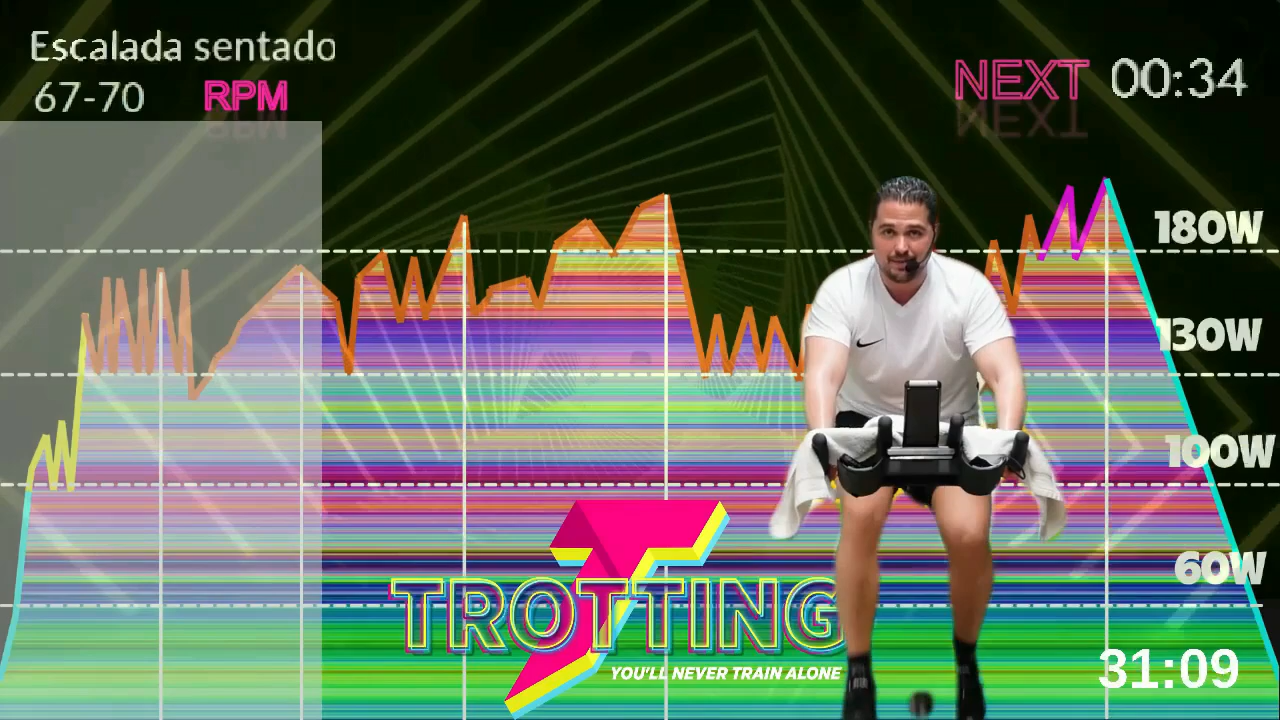 Escalada sentado
67-70 RPM
NEXT 00:34
180W
130W
100W
60W
TROTTING
YOU'LL NEVER TRAIN ALONE
31:09